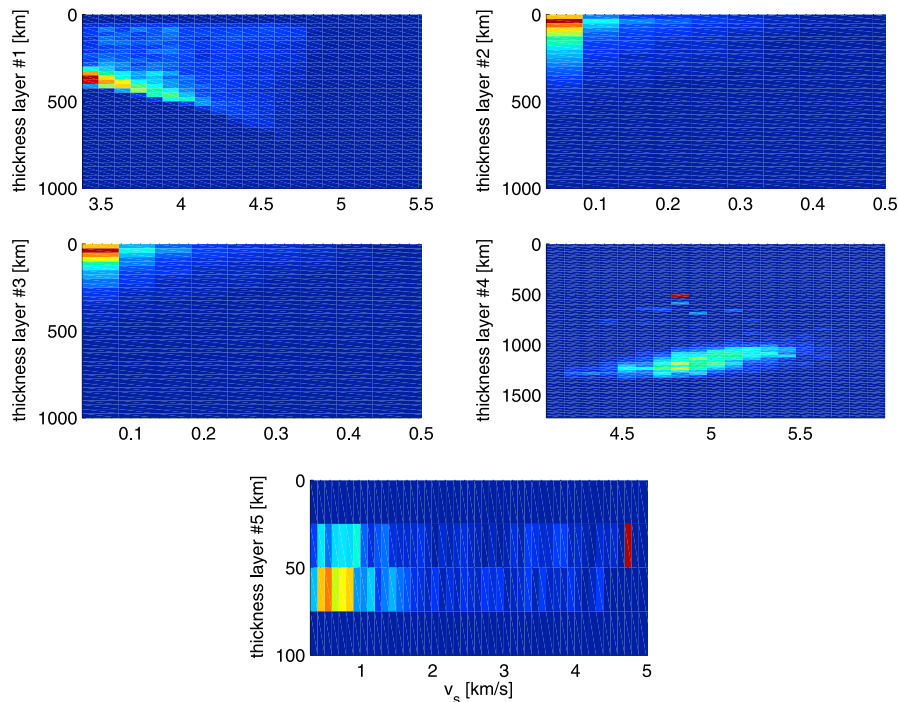 thickness layer #1 [km]
0
500
1000
3.5 4 4.5 5 5.5
thickness layer #2 [km]
0
500
1000
0.1 0.2 0.3 0.4 0.5
thickness layer #3 [km]
0
500
1000
0.1 0.2 0.3 0.4 0.5
thickness layer #4 [km]
0
500
1000
1500
4.5 5 5.5
thickness layer #5 [km]
0
50
100
1 2 3 4 5
v_s [km/s]